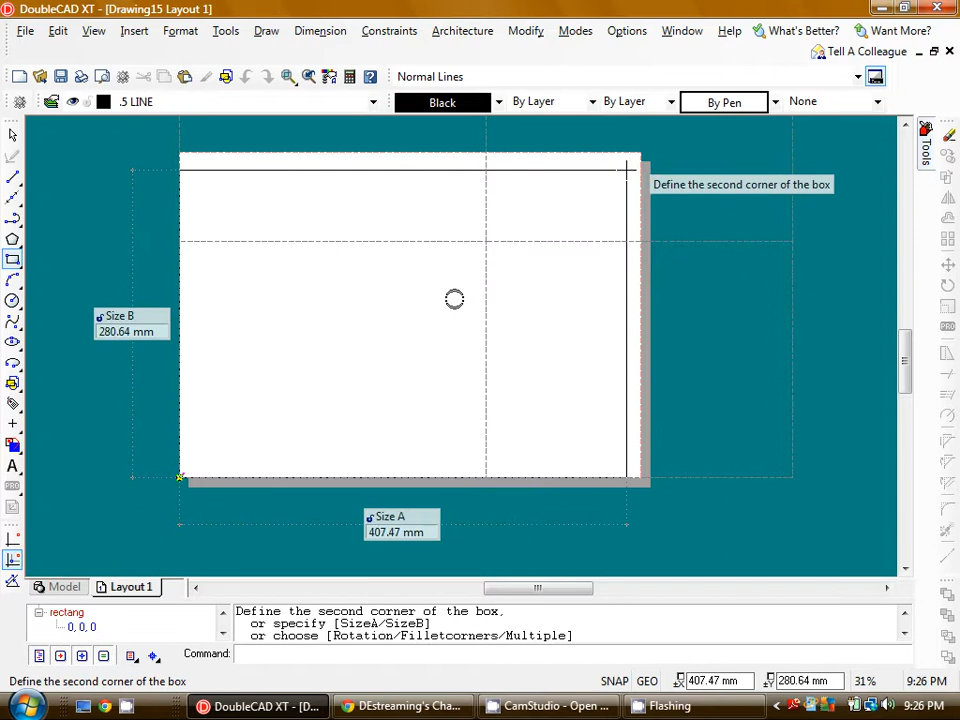 DoubleCAD XT - [Drawing15 Layout 1]
File Edit View Insert Format Tools Draw Dimension Constraints Architecture Modify Modes Options Window Help What's Better? Want More?
Tell A Colleague
Normal Lines
.5 LINE Black By Layer By Layer By Pen None
Tools
Define the second corner of the box
Size B
280.64 mm
Size A
407.47 mm
PRO
PRO
Model Layout 1
rectang
0, 0, 0
Define the second corner of the box,
or specify [SizeA/SizeB]
or choose [Rotation/Filletcorners/Multiple]
Command:
Define the second corner of the box SNAP GEO X 407.47 mm Y 280.64 mm 31% 9:26 PM
DoubleCAD XT - [D... DEstreaming's Cha... CamStudio - Open ... Flashing 9:26 PM